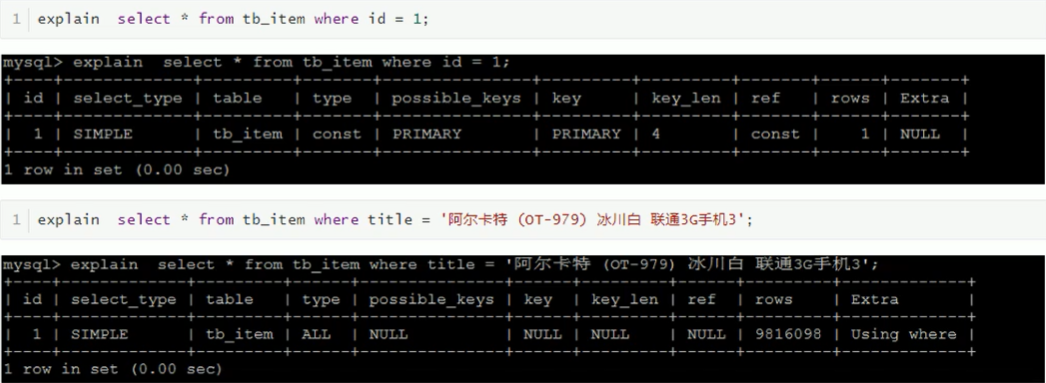 1 explain  select * from tb_item where id = 1;
mysql> explain  select * from tb_item where id = 1;
+----+-------------+---------+-------+---------------+---------+---------+-------+------+-------+
| id | select_type | table   | type  | possible_keys | key     | key_len | ref   | rows | Extra |
+----+-------------+---------+-------+---------------+---------+---------+-------+------+-------+
|  1 | SIMPLE      | tb_item | const | PRIMARY       | PRIMARY | 4       | const |    1 | NULL  |
+----+-------------+---------+-------+---------------+---------+---------+-------+------+-------+
1 row in set (0.00 sec)
1 explain  select * from tb_item where title = '阿尔卡特 (OT-979) 冰川白 联通3G手机3';
mysql> explain  select * from tb_item where title = '阿尔卡特 (OT-979) 冰川白 联通3G手机3';
+----+-------------+---------+------+---------------+------+---------+------+---------+-------------+
| id | select_type | table   | type | possible_keys | key  | key_len | ref  | rows    | Extra       |
+----+-------------+---------+------+---------------+------+---------+------+---------+-------------+
|  1 | SIMPLE      | tb_item | ALL  | NULL          | NULL | NULL    | NULL | 9816098 | Using where |
+----+-------------+---------+------+---------------+------+---------+------+---------+-------------+
1 row in set (0.00 sec)